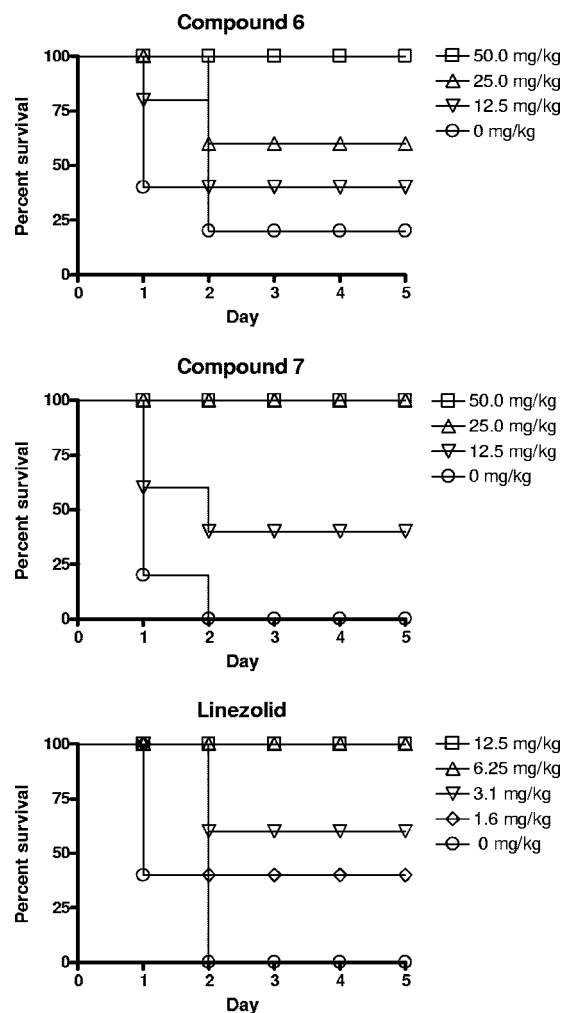 Compound 6
100
75
50
25
0
Percent survival
0 1 2 3 4 5
Day
50.0 mg/kg
25.0 mg/kg
12.5 mg/kg
0 mg/kg
Compound 7
100
75
50
25
0
Percent survival
0 1 2 3 4 5
Day
50.0 mg/kg
25.0 mg/kg
12.5 mg/kg
0 mg/kg
Linezolid
100
75
50
25
0
Percent survival
0 1 2 3 4 5
Day
12.5 mg/kg
6.25 mg/kg
3.1 mg/kg
1.6 mg/kg
0 mg/kg